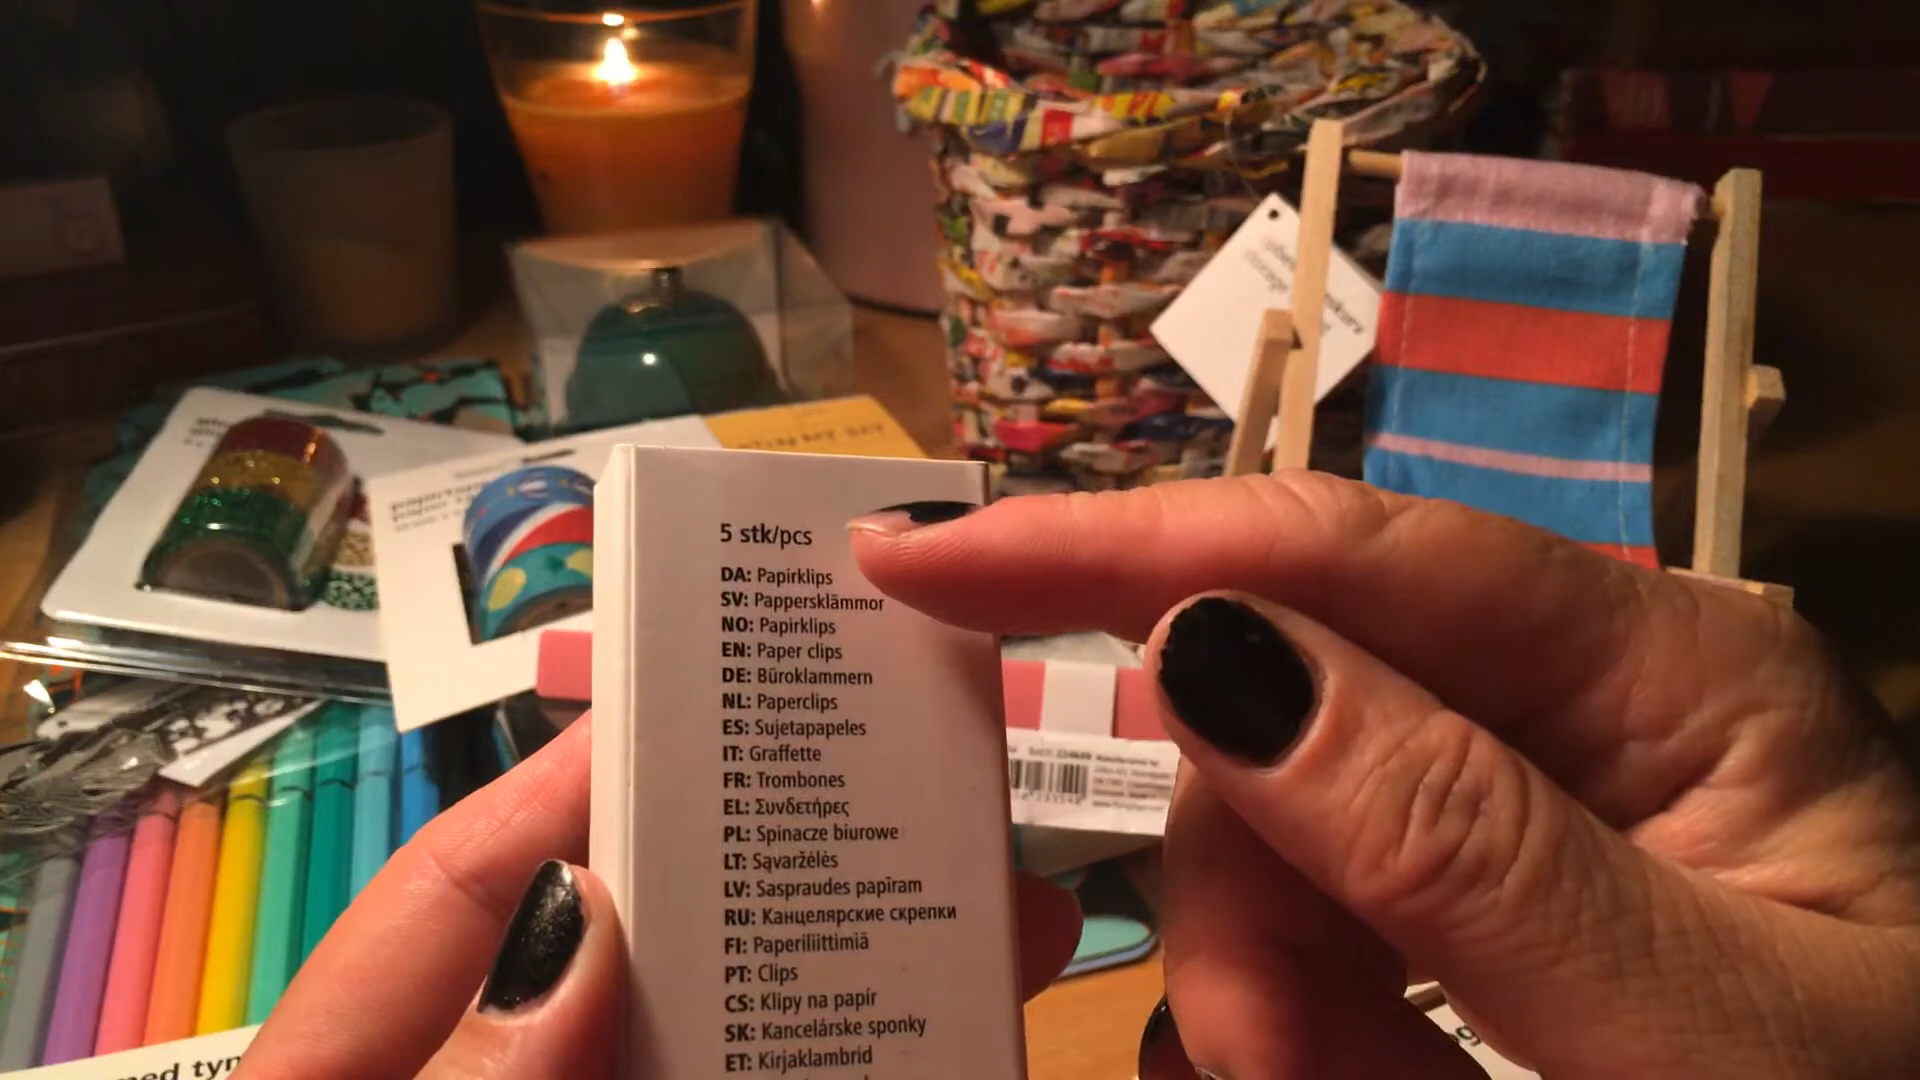 5 stk/pcs
DA: Papirklips
SV: Pappersklämmor
NO: Papirklips
EN: Paper clips
DE: Büroklammern
NL: Paperclips
ES: Sujetapapeles
IT: Graffette
FR: Trombones
EL: Συνδετήρες
PL: Spinacze biurowe
LT: Sąvaržėlės
LV: Saspraudes papīram
RU: Канцелярские скрепки
FI: Paperiliittimiä
PT: Clips
CS: Klipy na papír
SK: Kancelárske sponky
ET: Kirjaklambrid